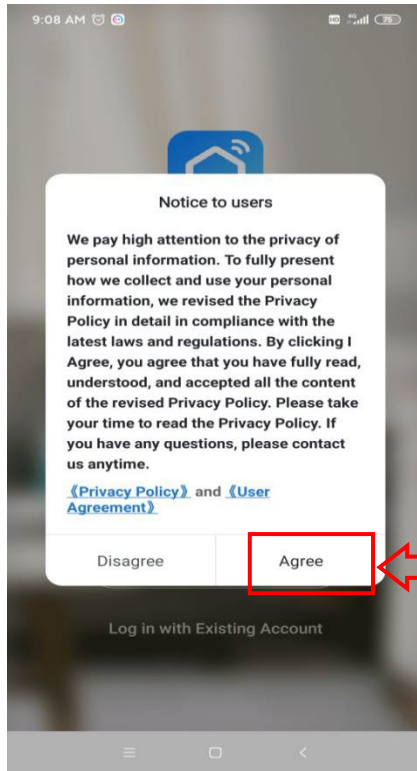 9:08 AM HD 4G 75
Notice to users
We pay high attention to the privacy of
personal information. To fully present
how we collect and use your personal
information, we revised the Privacy
Policy in detail in compliance with the
latest laws and regulations. By clicking I
Agree, you agree that you have fully read,
understood, and accepted all the content
of the revised Privacy Policy. Please take
your time to read the Privacy Policy. If
you have any questions, please contact
us anytime.
《Privacy Policy》 and 《User
Agreement》
Disagree Agree
Log in with Existing Account